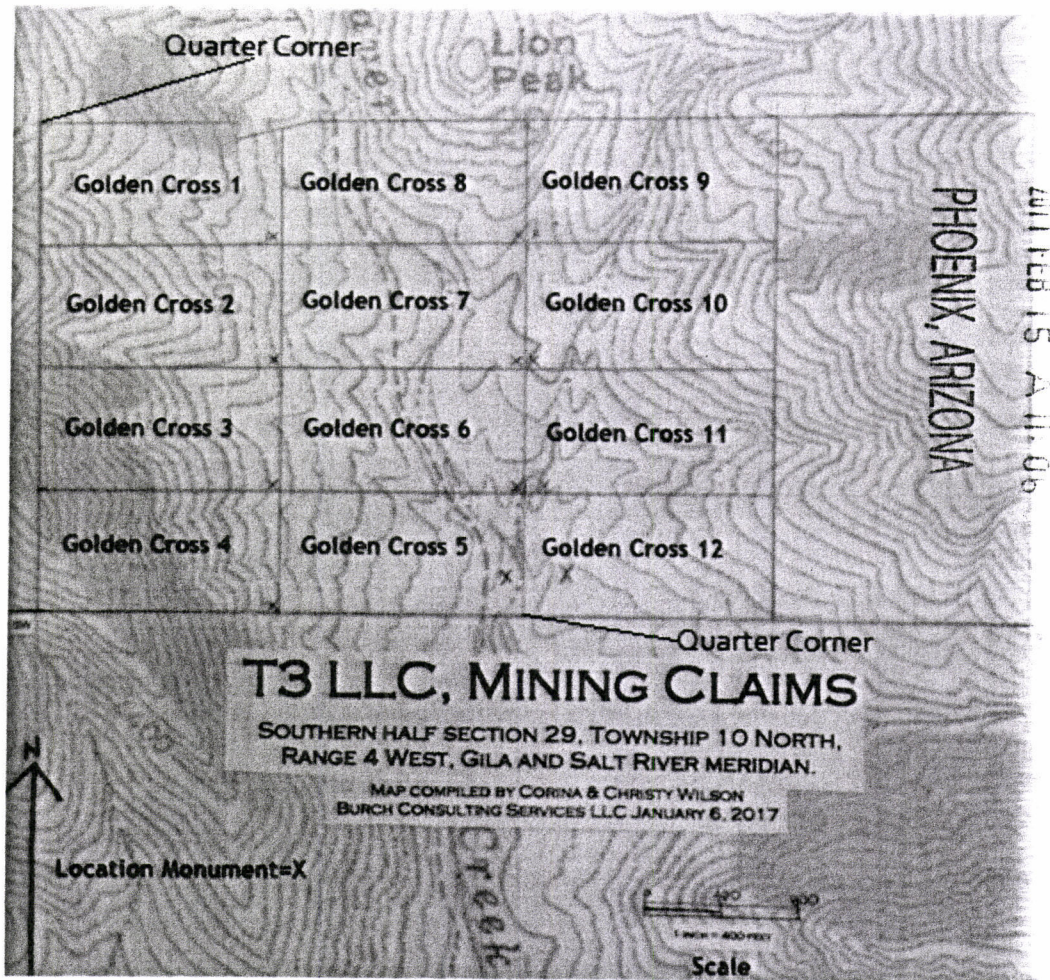 Quarter Corner
Lion
Peak
Golden Cross 1
Golden Cross 8
Golden Cross 9
Golden Cross 2
Golden Cross 7
Golden Cross 10
Golden Cross 3
Golden Cross 6
Golden Cross 11
Golden Cross 4
Golden Cross 5
Golden Cross 12
X X
Quarter Corner
PHOENIX, ARIZONA
T3 LLC, MINING CLAIMS
SOUTHERN HALF SECTION 29, TOWNSHIP 10 NORTH,
RANGE 4 WEST, GILA AND SALT RIVER MERIDIAN.
MAP COMPILED BY CORINA & CHRISTY WILSON
BURCH CONSULTING SERVICES LLC JANUARY 6, 2017
N
Location Monument=X
Creek
1 INCH = 400 FEET
Scale